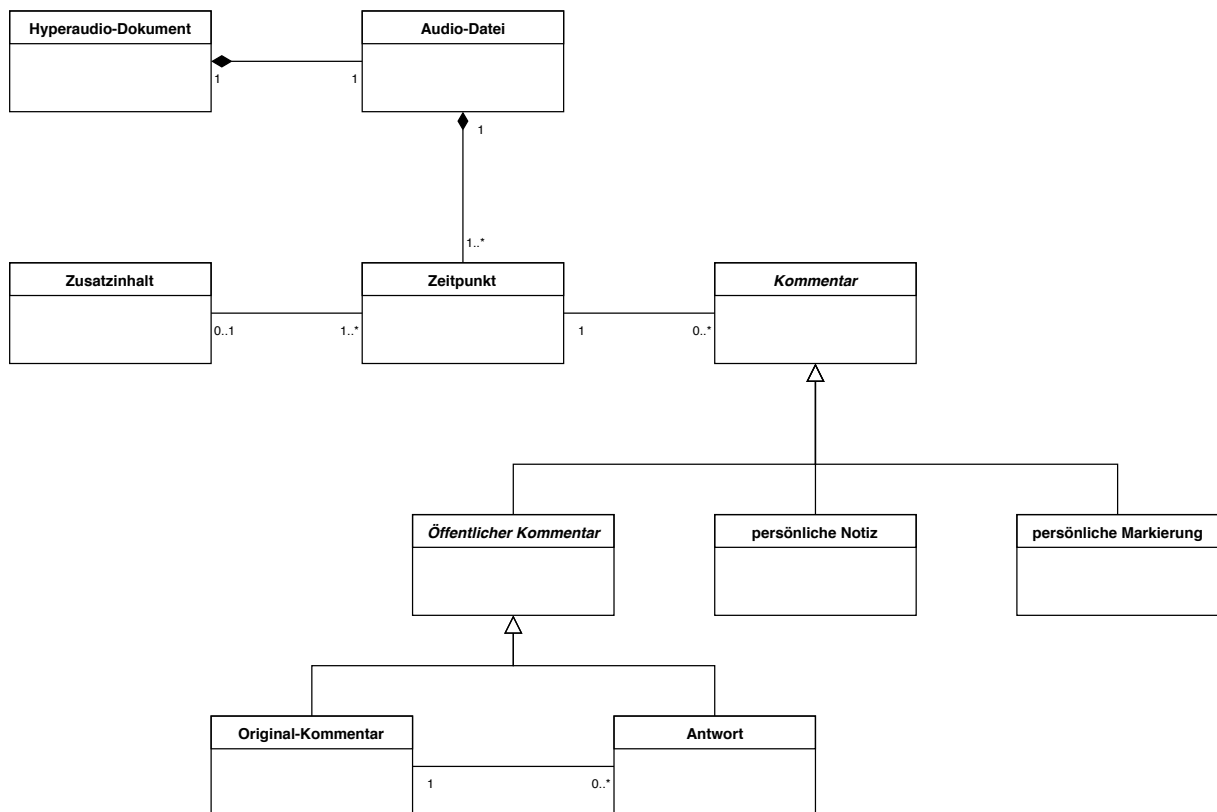 Hyperaudio-Dokument
Audio-Datei
1
1
1
1..*
Zusatzinhalt
Zeitpunkt
Kommentar
0..1
1..*
1
0..*
Öffentlicher Kommentar
persönliche Notiz
persönliche Markierung
Original-Kommentar
Antwort
1
0..*